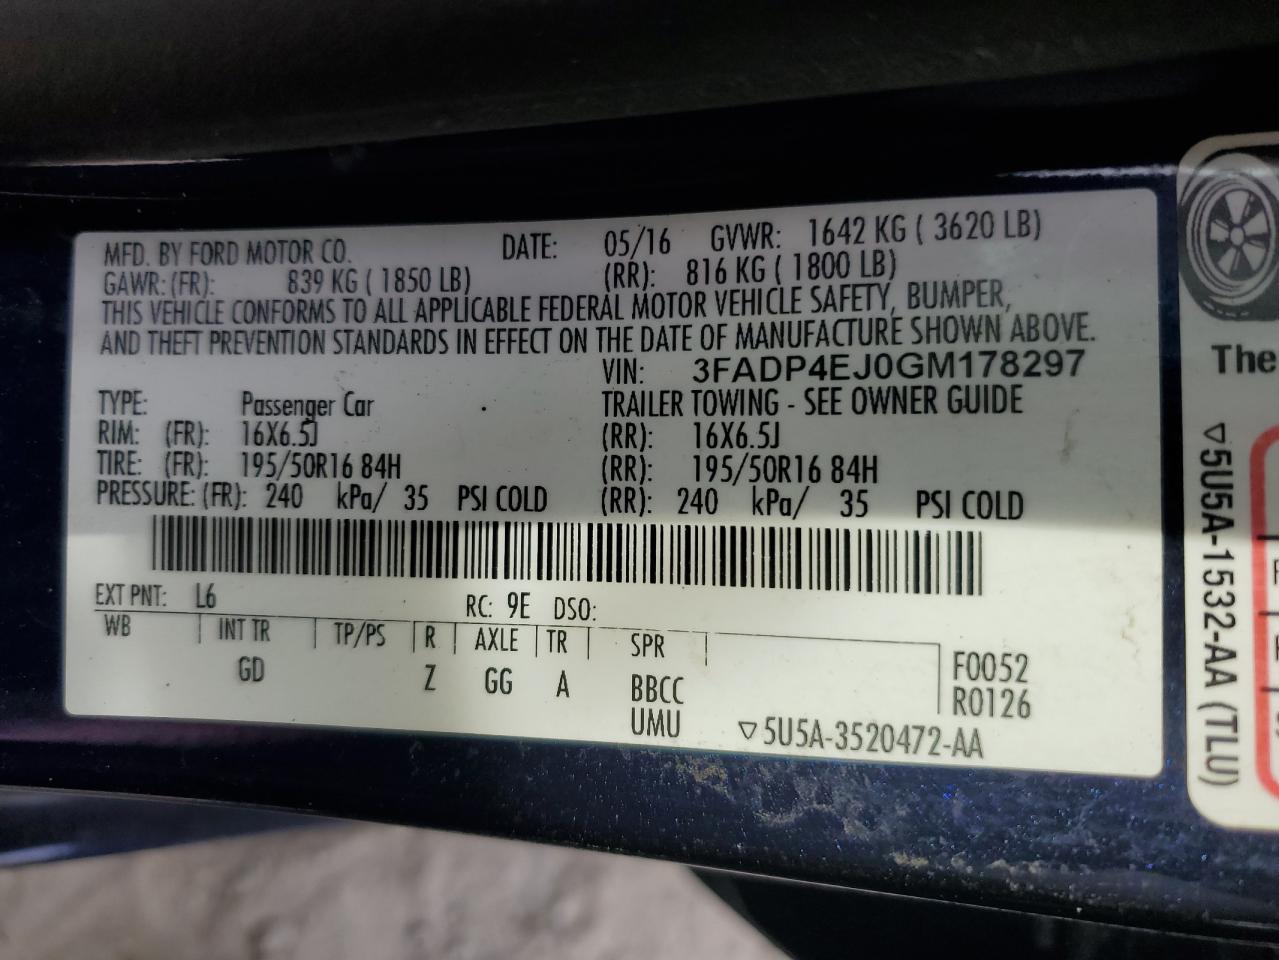 MFD. BY FORD MOTOR CO. DATE: 05/16 GVWR: 1642 KG ( 3620 LB)
GAWR: (FR): 839 KG ( 1850 LB) (RR): 816 KG ( 1800 LB)
THIS VEHICLE CONFORMS TO ALL APPLICABLE FEDERAL MOTOR VEHICLE SAFETY, BUMPER,
AND THEFT PREVENTION STANDARDS IN EFFECT ON THE DATE OF MANUFACTURE SHOWN ABOVE.
VIN: 3FADP4EJ0GM178297
TYPE: Passenger Car TRAILER TOWING - SEE OWNER GUIDE
RIM: (FR): 16X6.5J (RR): 16X6.5J
TIRE: (FR): 195/50R16 84H (RR): 195/50R16 84H
PRESSURE: (FR): 240 kPa/ 35 PSI COLD (RR): 240 kPa/ 35 PSI COLD
EXT PNT: L6 RC: 9E DSO:
WB INT TR TP/PS R AXLE TR SPR
GD Z GG A BBCC
UMU
F0052
R0126
▽5U5A-3520472-AA
The
▽5U5A-1532-AA (TLU)